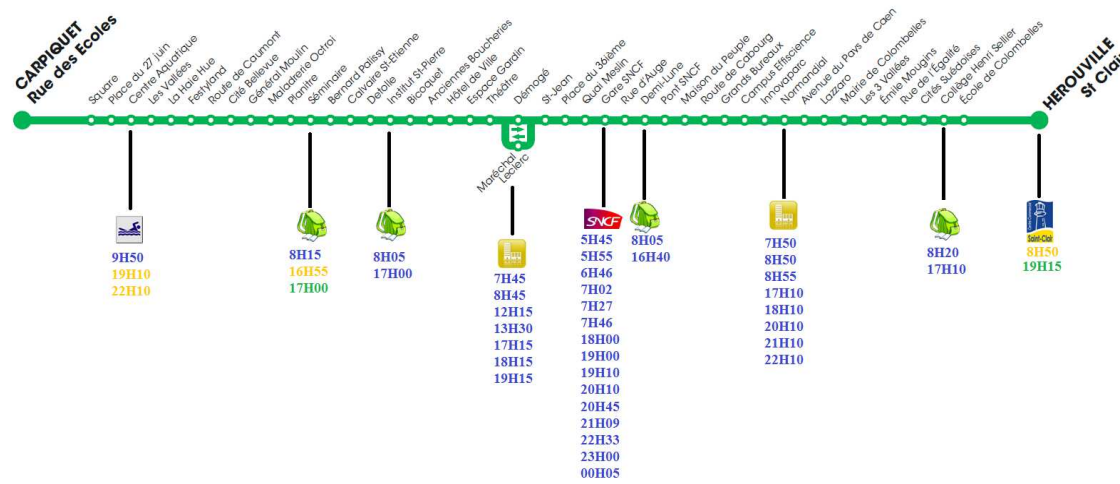 CARPIQUET
Rue des Ecoles
Square
Place du 27 juin
Centre Aquatique
Les Vallées
La Haie Hue
Festyland
Route de Caumont
Cité Bellevue
Général Moulin
Maladrerie Octroi
Planitre
Séminaire
Bernard Palissy
Calvaire St-Etienne
Detolle
Institut St-Pierre
Bicoquet
Anciennes Boucheries
Hôtel de Ville
Espace Gardin
Théâtre
Démogé
Maréchal
Leclerc
St-Jean
Place du 36ième
Quai Meslin
Gare SNCF
Rue d'Auge
Demi-Lune
Pont SNCF
Maison du Peuple
Route de Cabourg
Grands Bureaux
Campus Effiscience
Innovaparc
Normandial
Avenue du Pays de Caen
Lazzaro
Mairie de Colombelles
Les 3 Vallées
Emile Mougins
Rue de l'Égalité
Cités Suédoises
Collège Henri Sellier
École de Colombelles
HEROUVILLE
St Clair
9H50
19H10
22H10
8H15
16H55
17H00
8H05
17H00
7H45
8H45
12H15
13H30
17H15
18H15
19H15
SNCF
5H45
5H55
6H46
7H02
7H27
7H46
18H00
19H00
19H10
20H10
20H45
21H09
22H33
23H00
00H05
8H05
16H40
7H50
8H50
8H55
17H10
18H10
20H10
21H10
22H10
8H20
17H10
Saint-Clair
8H50
19H15